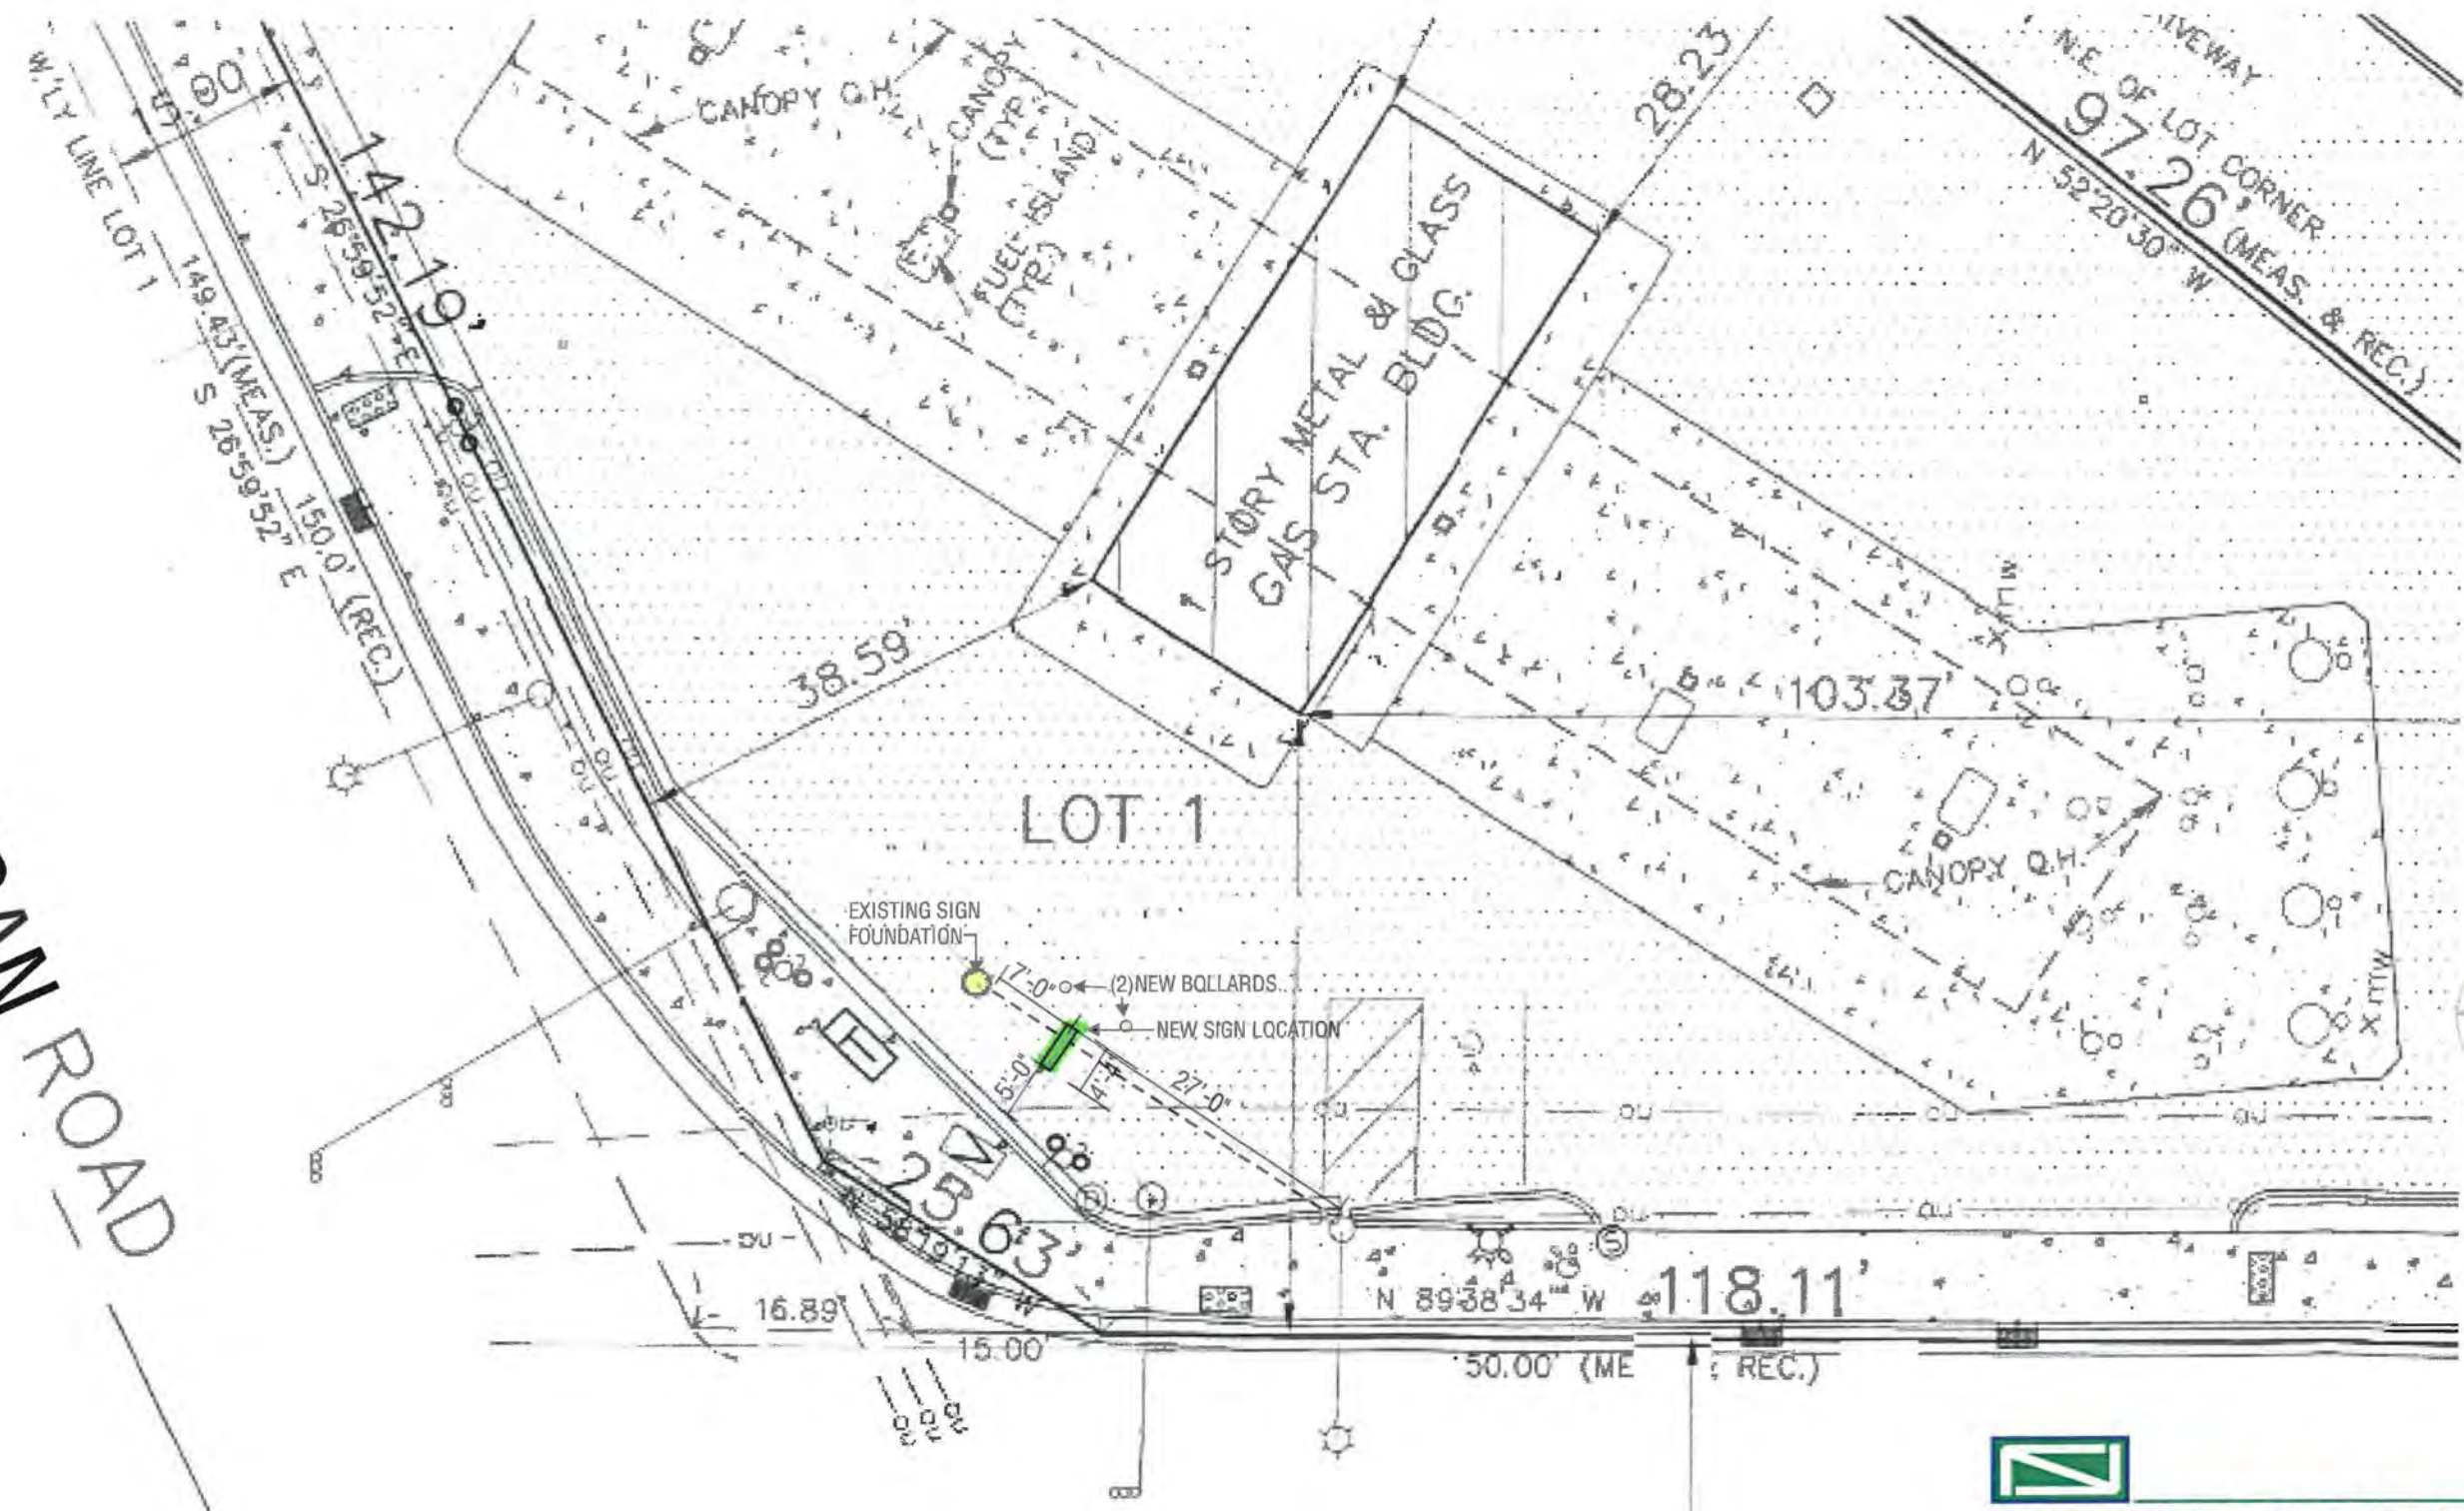 W.'LY LINE LOT 1
142.19'
S 26°59'52" E
149.43'(MEAS.) 150.0' (REC.)
S 26°59'52" E
CANOPY O.H.
CANOPY
(TYP.)
FUEL ISLAND
(TYP.)
28.23
N.E. OF LOT CORNER
97.26' (MEAS. & REC.)
N 52°20'30" W
1 STORY METAL & GLASS
GAS STA. BLDG.
38.59'
103.37'
LOT 1
CANOPY O.H.
EXISTING SIGN
FOUNDATION
7'-0"
(2)NEW BOLLARDS
NEW SIGN LOCATION
5'-0"
27'-0"
ROAD
25.63'
16.89'
15.00'
N 89°38'34" W
118.11'
50.00' (ME
REC.)